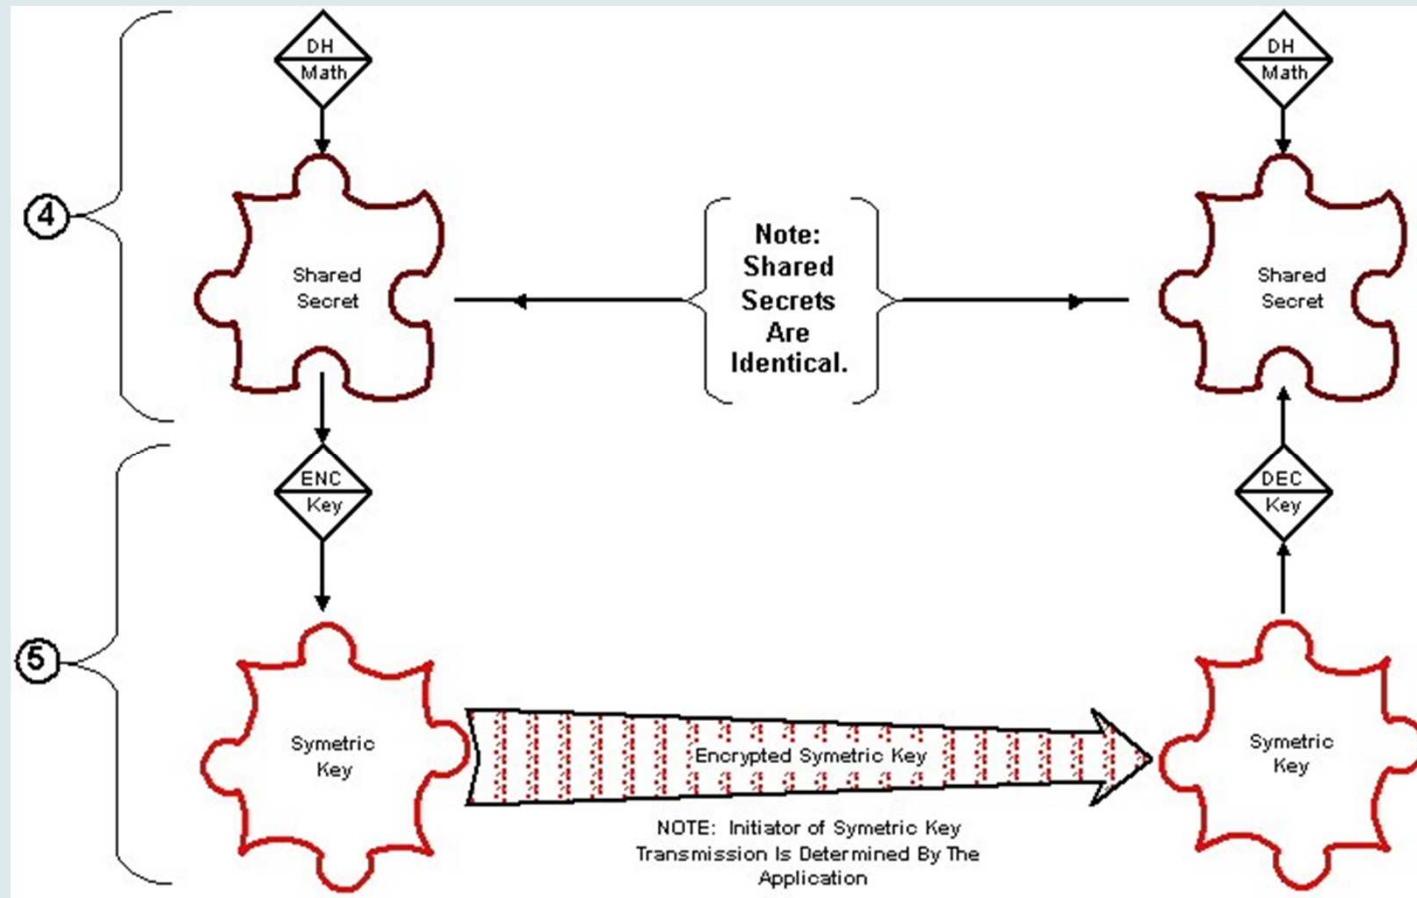 DH
Math
DH
Math
4
Shared
Secret
Note:
Shared
Secrets
Are
Identical.
Shared
Secret
ENC
Key
DEC
Key
5
Symetric
Key
Encrypted Symetric Key
Symetric
Key
NOTE: Initiator of Symetric Key
Transmission Is Determined By The
Application